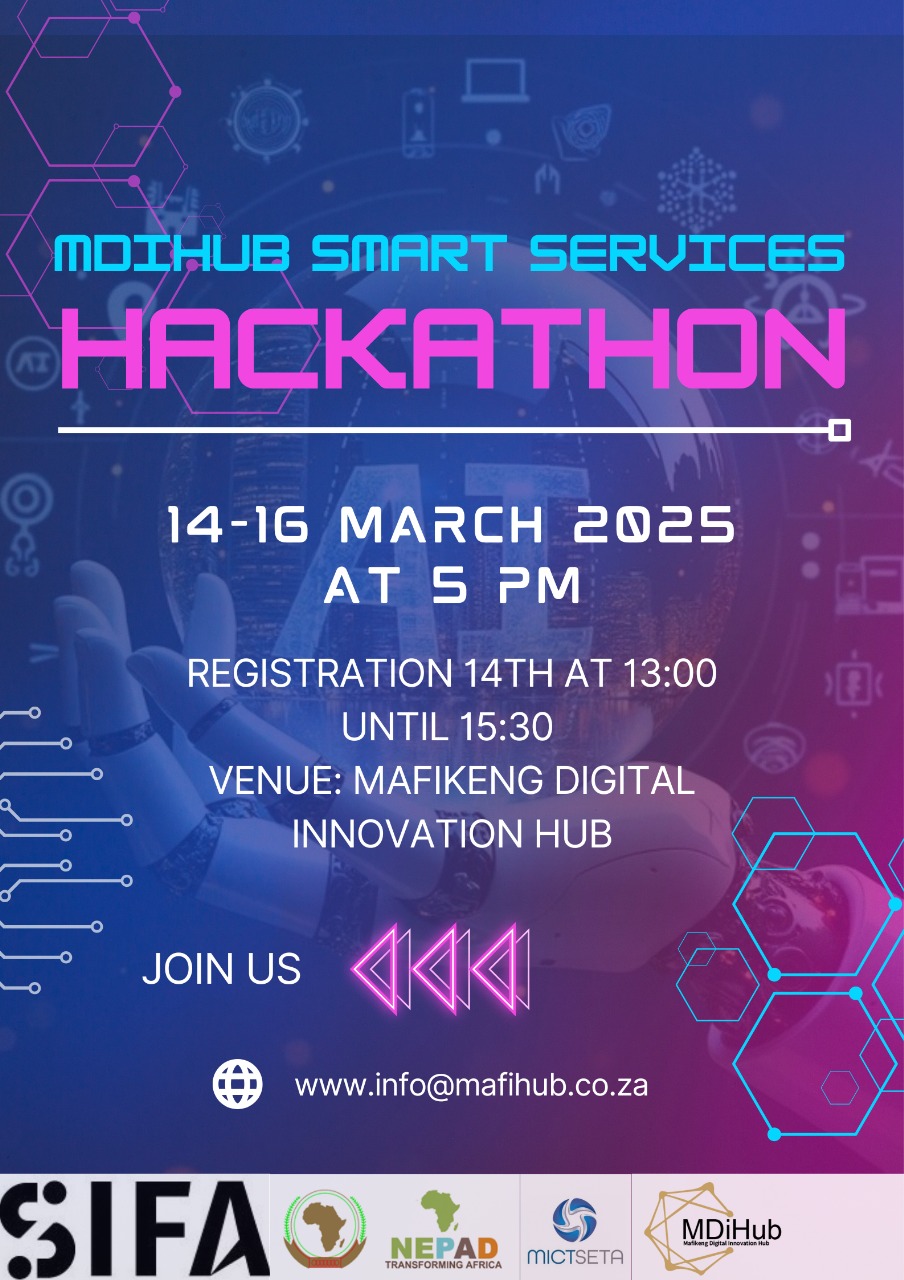 MDIHUB SMART SERVICES
HACKATHON
AI
AI
14-16 MARCH 2025
AT 5 PM
REGISTRATION 14TH AT 13:00
UNTIL 15:30
VENUE: MAFIKENG DIGITAL
INNOVATION HUB
JOIN US
www.info@mafihub.co.za
SIFA
NEPAD
TRANSFORMING AFRICA
MICTSETA
MDiHub
Mafikeng Digital Innovation Hub